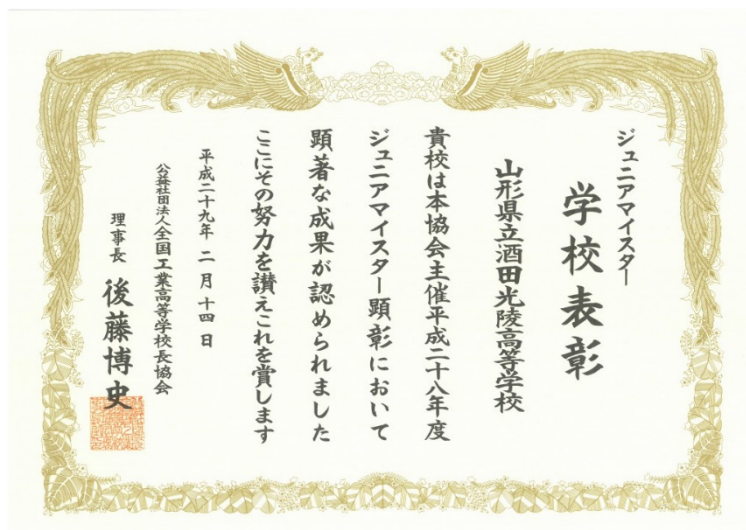 ジュニアマイスター
学校表彰
山形県立酒田光陵高等学校
貴校は本協会主催平成二十八年度
ジュニアマイスター顕彰において
顕著な成果が認められました
ここにその努力を讃えこれを賞します
平成二十九年 二月 十四日
公益社団法人全国工業高等学校長協会
理事長 後藤博史